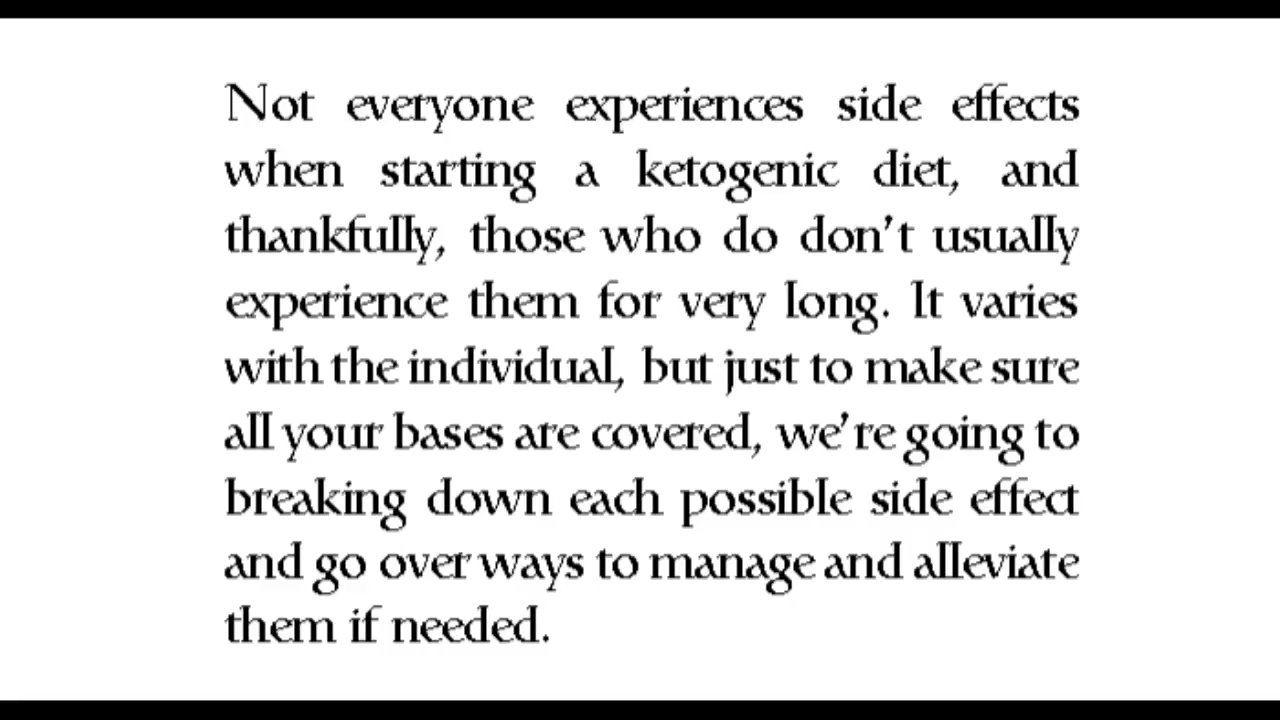 Not everyone experiences side effects
when starting a ketogenic diet, and
thankfully, those who do don't usually
experience them for very long. It varies
with the individual, but just to make sure
all your bases are covered, we're going to
breaking down each possible side effect
and go over ways to manage and alleviate
them if needed.